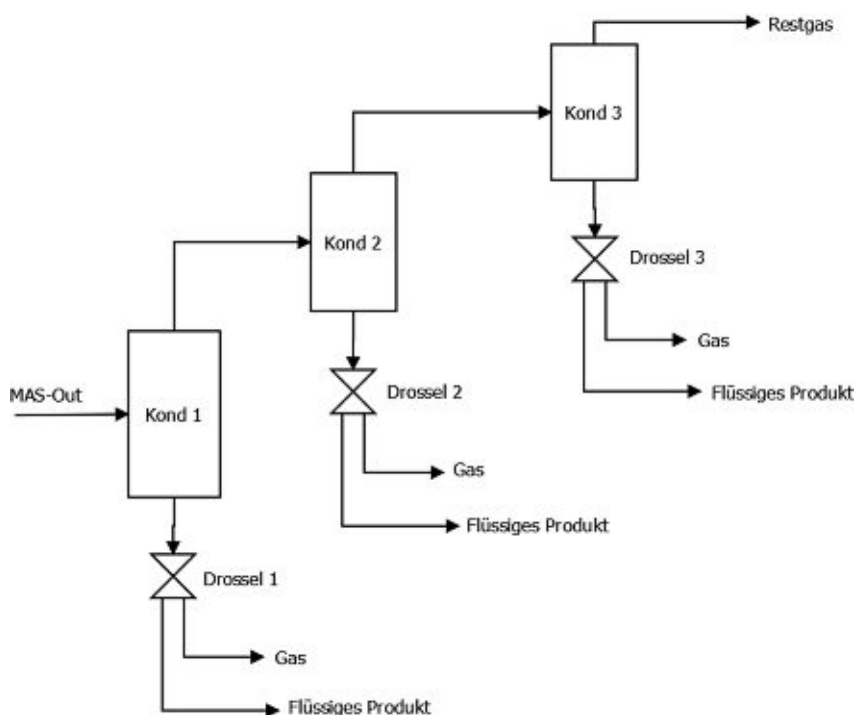 Restgas
Kond 3
Kond 2
Drossel 3
Gas
MAS-Out
Kond 1
Drossel 2
Flüssiges Produkt
Gas
Flüssiges Produkt
Drossel 1
Gas
Flüssiges Produkt